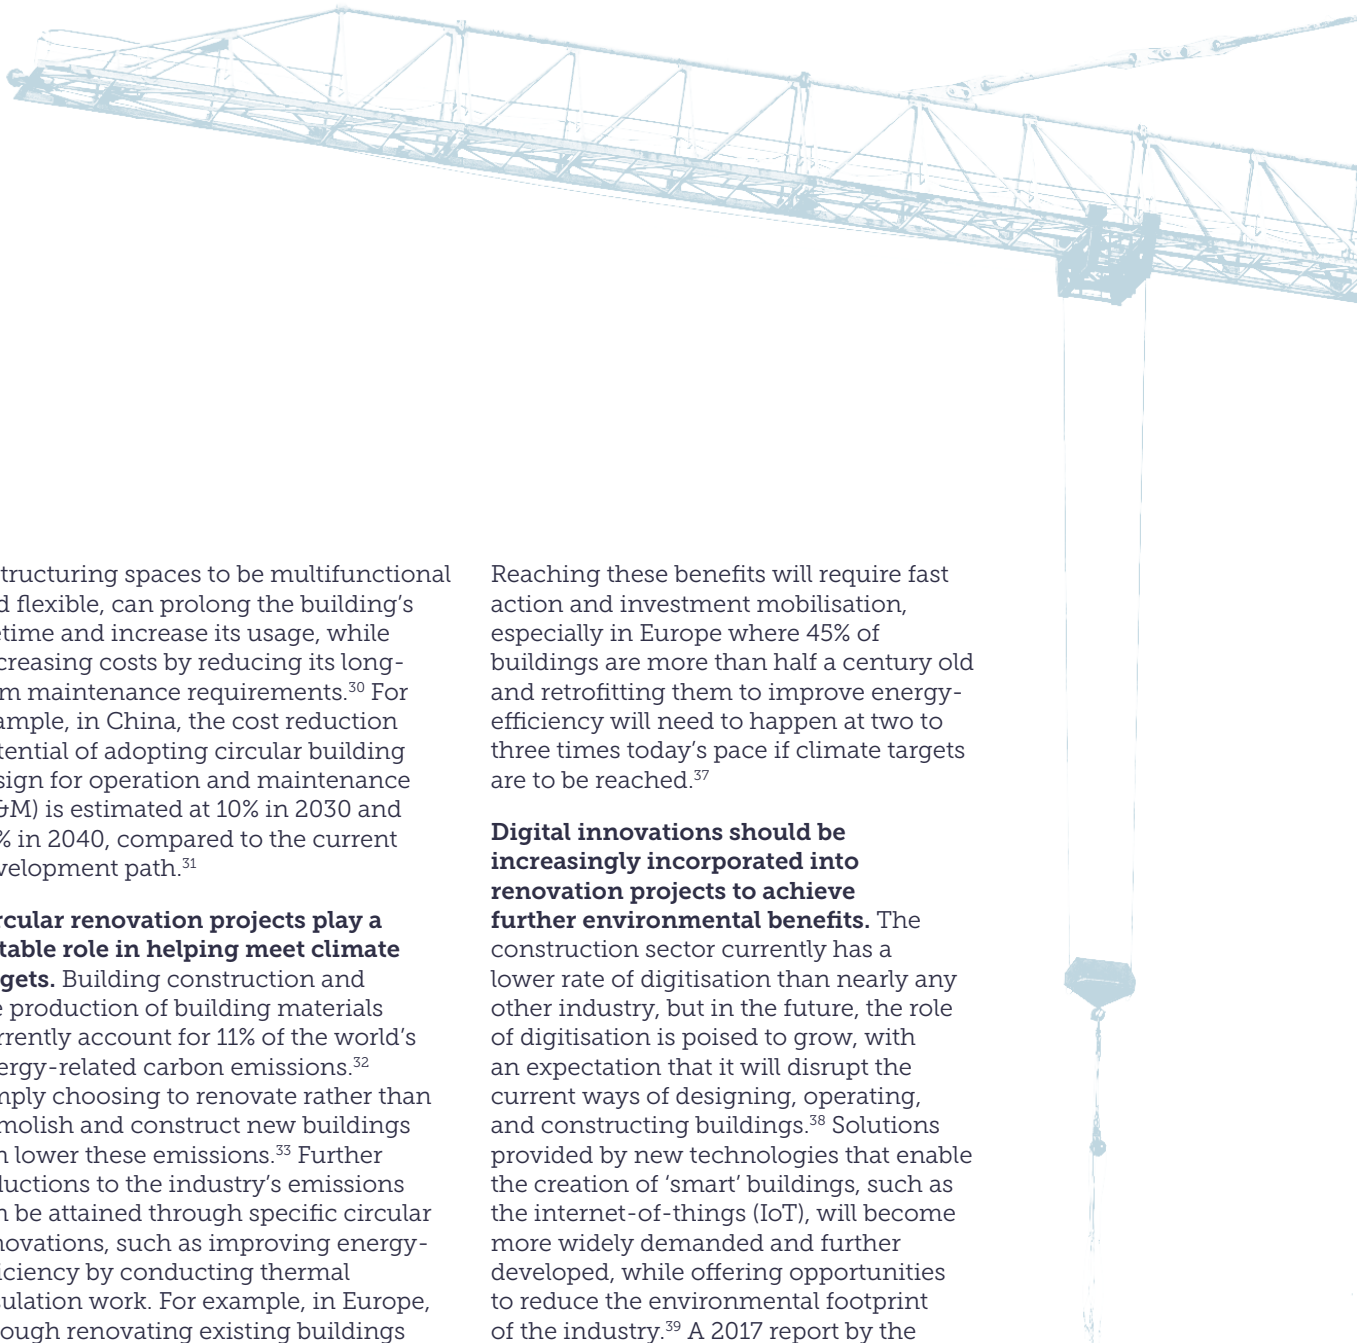 tructuring spaces to be multifunctional
d flexible, can prolong the building’s
etime and increase its usage, while
creasing costs by reducing its long-
m maintenance requirements.³⁰ For
ample, in China, the cost reduction
tential of adopting circular building
sign for operation and maintenance
&M) is estimated at 10% in 2030 and
% in 2040, compared to the current
velopment path.³¹
rcular renovation projects play a
table role in helping meet climate
gets. Building construction and
e production of building materials
rrently account for 11% of the world’s
ergy-related carbon emissions.³²
mply choosing to renovate rather than
molish and construct new buildings
n lower these emissions.³³ Further
ductions to the industry’s emissions
n be attained through specific circular
novations, such as improving energy-
iciency by conducting thermal
sulation work. For example, in Europe,
ough renovating existing buildings
Reaching these benefits will require fast
action and investment mobilisation,
especially in Europe where 45% of
buildings are more than half a century old
and retrofitting them to improve energy-
efficiency will need to happen at two to
three times today’s pace if climate targets
are to be reached.³⁷
Digital innovations should be
increasingly incorporated into
renovation projects to achieve
further environmental benefits. The
construction sector currently has a
lower rate of digitisation than nearly any
other industry, but in the future, the role
of digitisation is poised to grow, with
an expectation that it will disrupt the
current ways of designing, operating,
and constructing buildings.³⁸ Solutions
provided by new technologies that enable
the creation of ‘smart’ buildings, such as
the internet-of-things (IoT), will become
more widely demanded and further
developed, while offering opportunities
to reduce the environmental footprint
of the industry.³⁹ A 2017 report by the